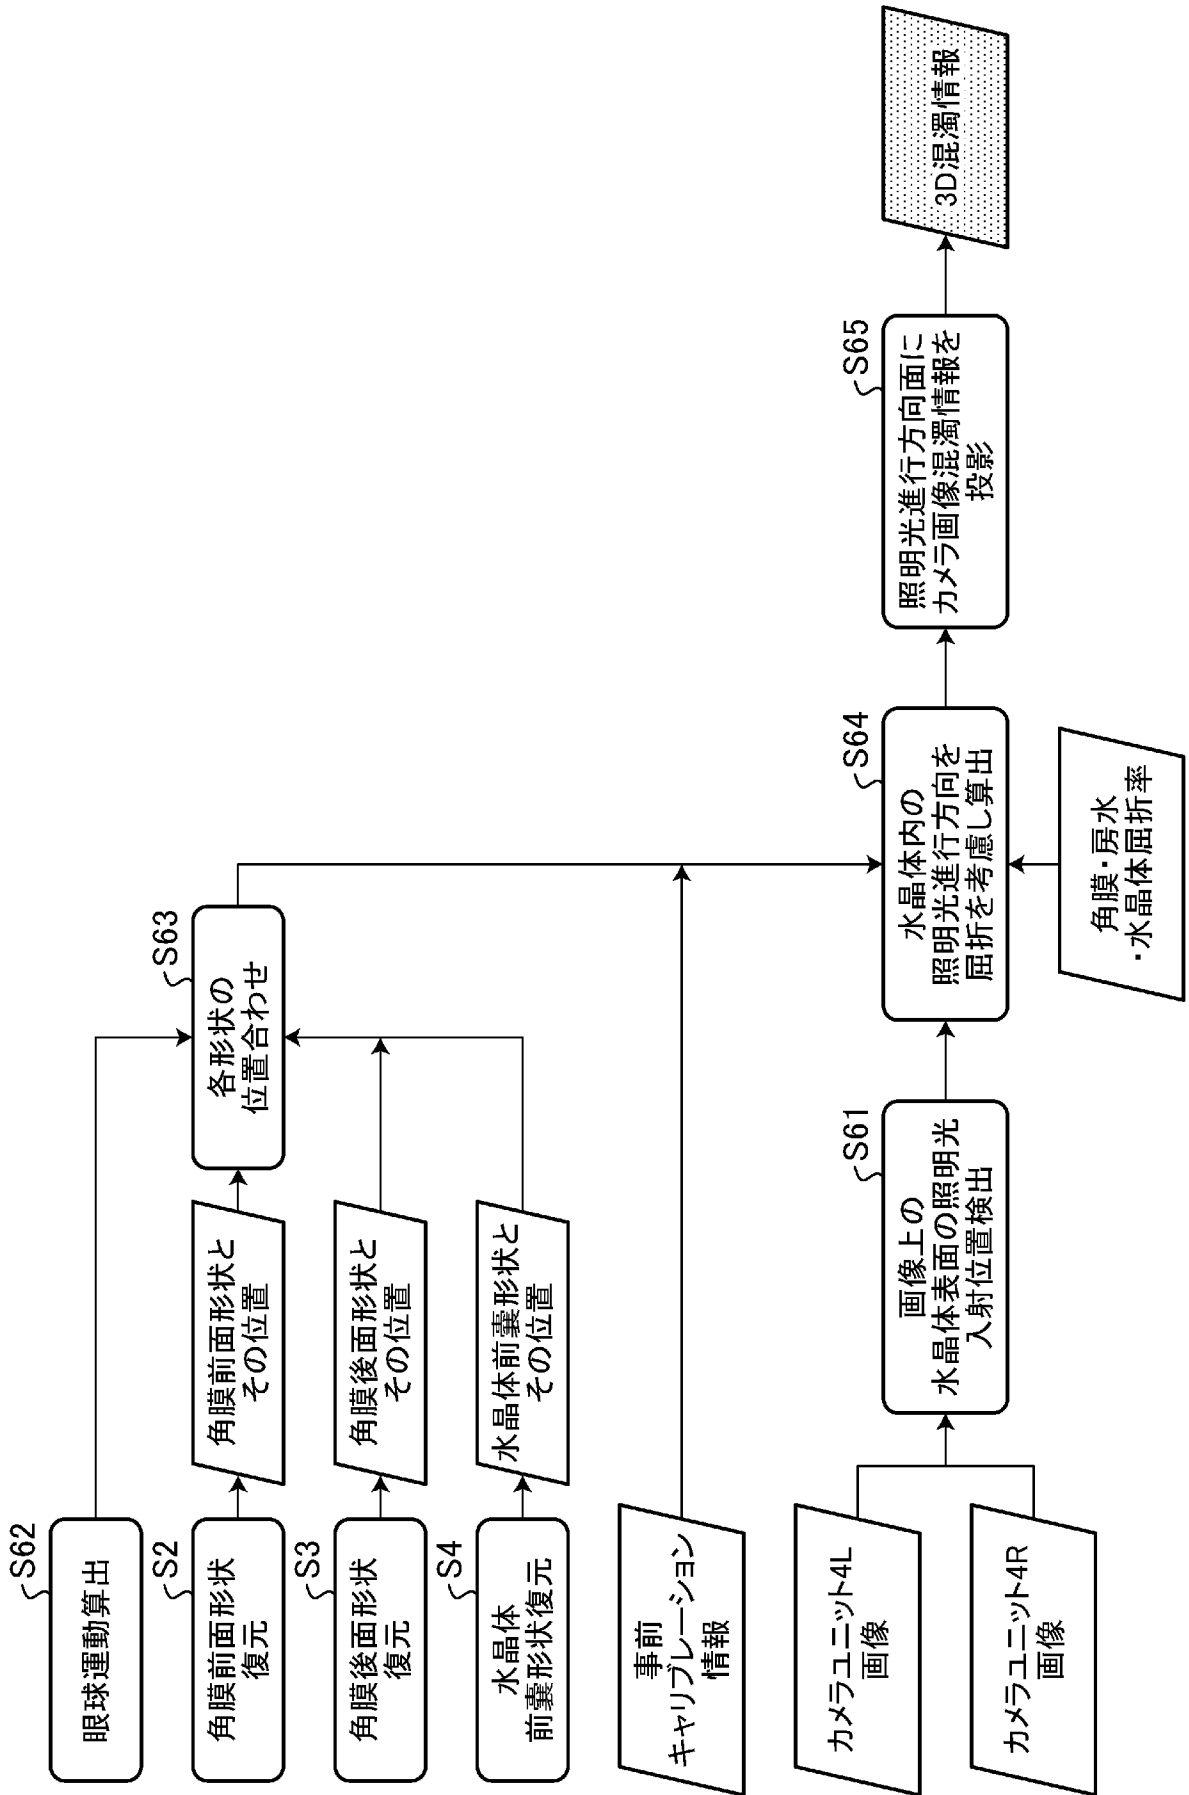 S62
眼球運動算出
S2
角膜前面形状
復元
角膜前面形状と
その位置
S63
各形状の
位置合わせ
S3
角膜後面形状
復元
角膜後面形状と
その位置
S4
水晶体
前嚢形状復元
水晶体前嚢形状と
その位置
事前
キャリブレーション
情報
カメラユニット4L
画像
カメラユニット4R
画像
S61
画像上の
水晶体表面の照明光
入射位置検出
S64
水晶体内の
照明光進行方向を
屈折を考慮し算出
角膜・房水
・水晶体屈折率
S65
照明光進行方向面に
カメラ画像混濁情報を
投影
3D混濁情報